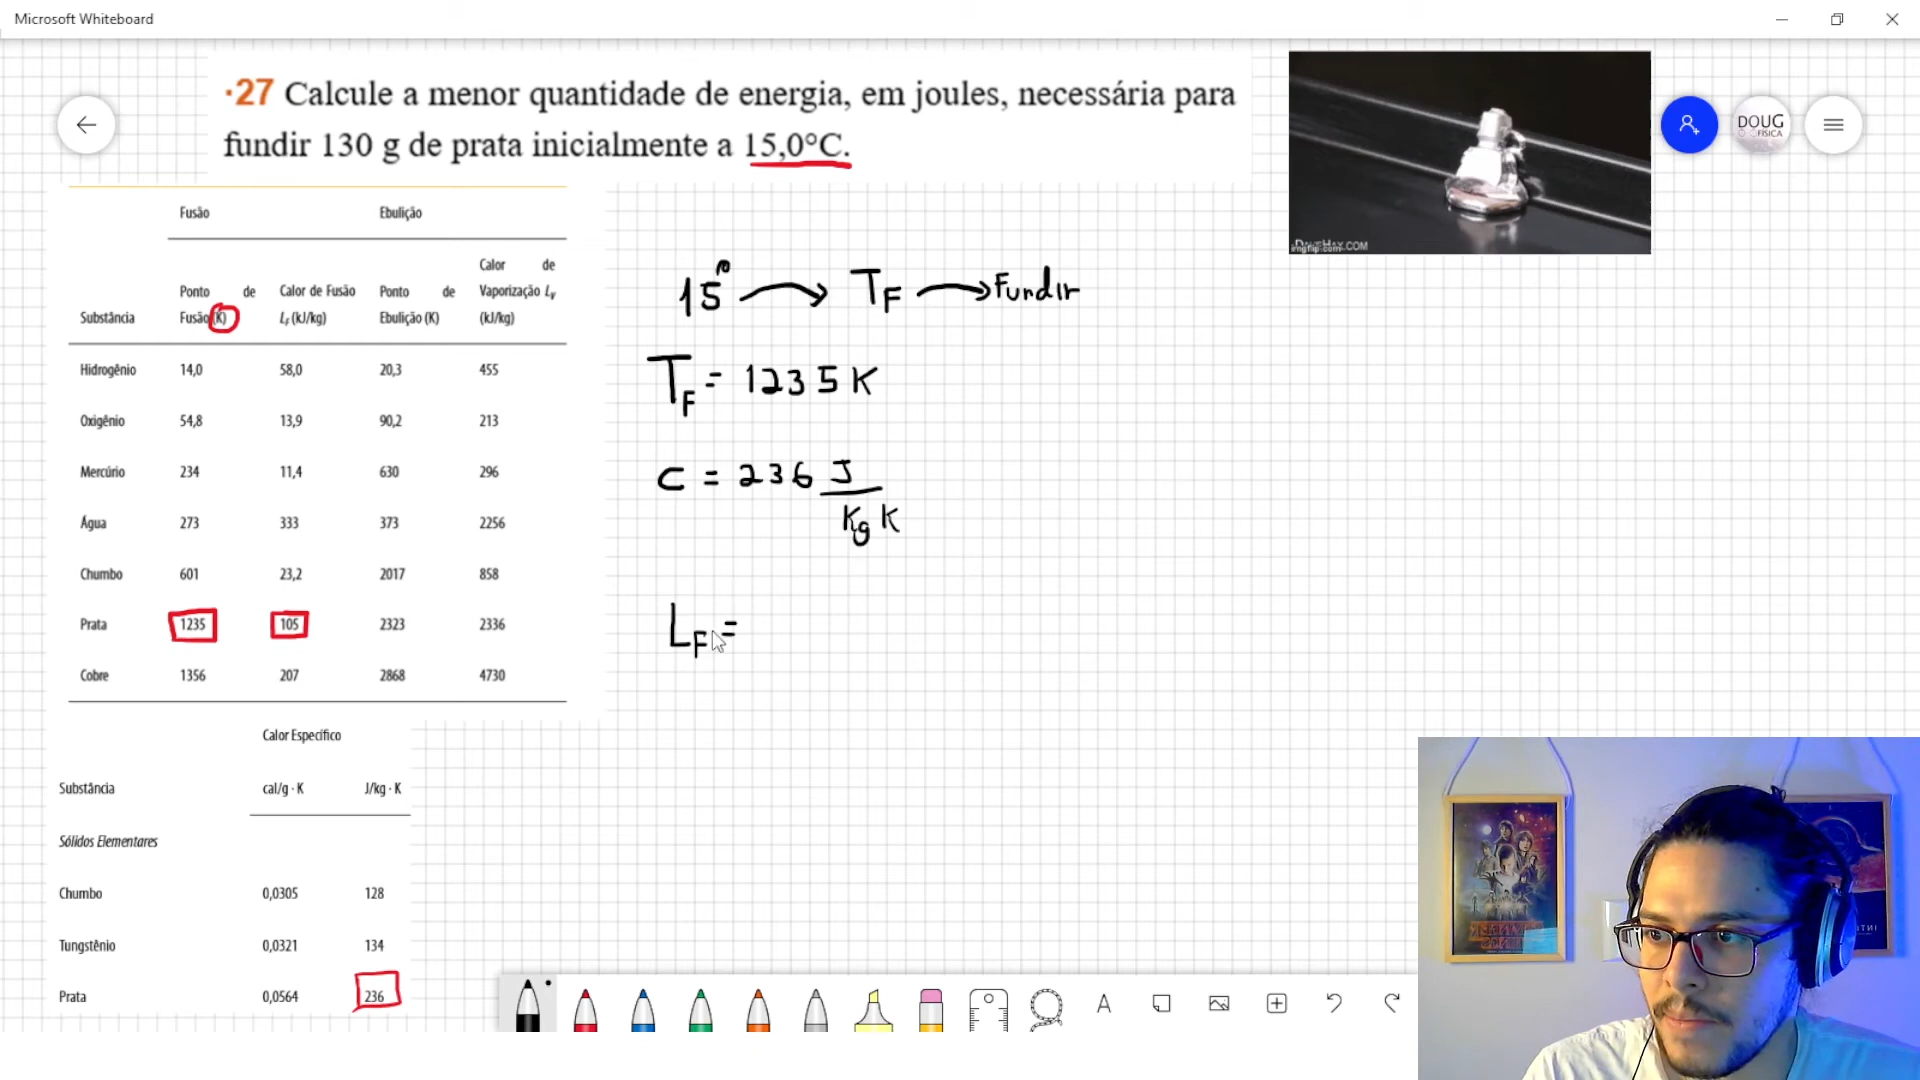 Microsoft Whiteboard
·27 Calcule a menor quantidade de energia, em joules, necessária para
fundir 130 g de prata inicialmente a 15,0°C.
DOUG
FÍSICA
DAVEHAX.COM
imgflip.com
Fusão Ebulição
Substância Ponto de Fusão (K) Calor de Fusão L_f (kJ/kg) Ponto de Ebulição (K) Calor de Vaporização L_v (kJ/kg)
Hidrogênio 14,0 58,0 20,3 455
Oxigênio 54,8 13,9 90,2 213
Mercúrio 234 11,4 630 296
Água 273 333 373 2256
Chumbo 601 23,2 2017 858
Prata 1235 105 2323 2336
Cobre 1356 207 2868 4730
Calor Específico
Substância cal/g · K J/kg · K
Sólidos Elementares
Chumbo 0,0305 128
Tungstênio 0,0321 134
Prata 0,0564 236
15° → T_F → Fundir
T_F = 1235 K
c = 236 J
Kg K
L_F =
A